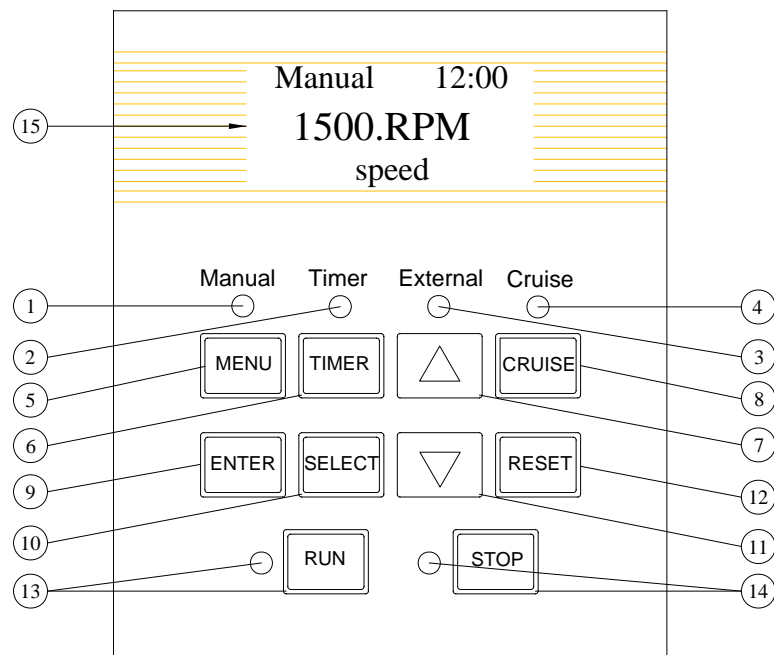 Manual 12:00
15
1500.RPM
speed
Manual Timer External Cruise
1 4
2 3
MENU TIMER CRUISE
5 8
6 7
ENTER SELECT RESET
9 12
10 11
RUN STOP
13 14